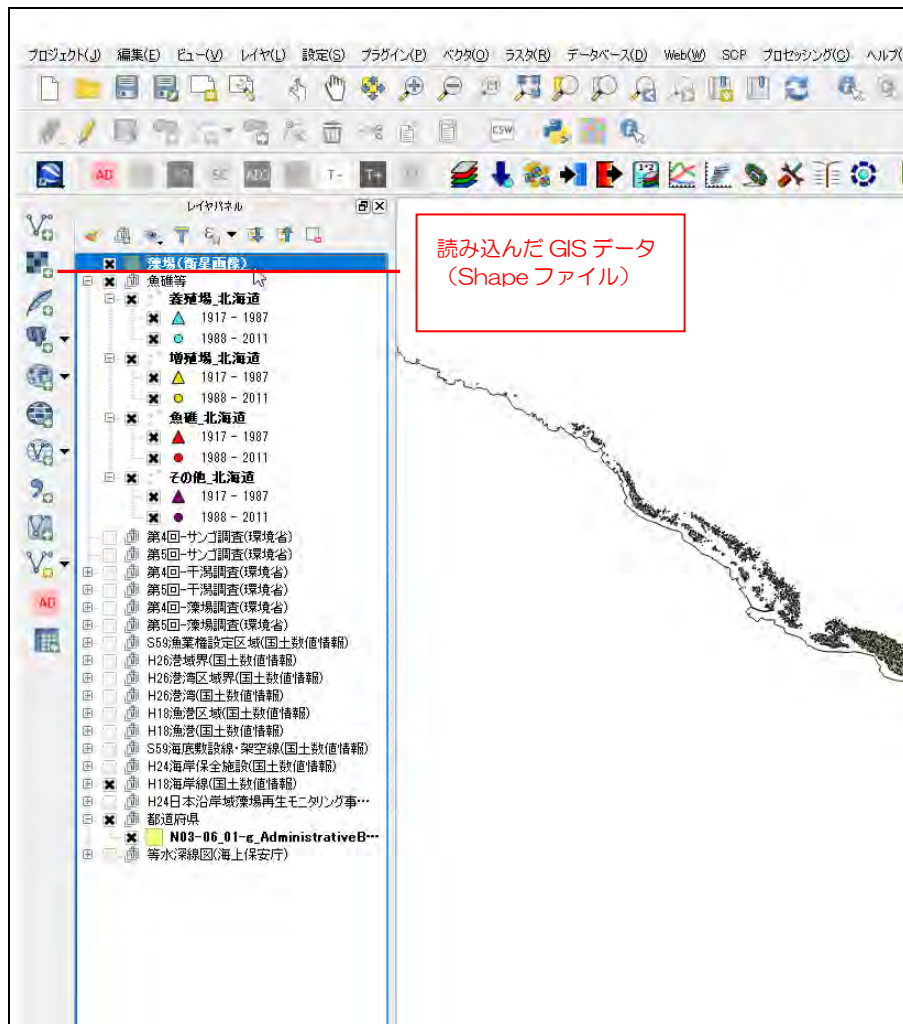 プロジェクト(J) 編集(E) ビュー(V) レイヤ(L) 設定(S) プラグイン(P) ベクタ(O) ラスタ(R) データベース(D) Web(W) SCP プロセッシング(C) ヘルプ(
CSW
AD SC ADC T- T+
レイヤパネル
読み込んだ GIS データ
(Shape ファイル)
藻場(衛星画像)
魚礁等
養殖場_北海道
1917 - 1987
1988 - 2011
増殖場_北海道
1917 - 1987
1988 - 2011
魚礁_北海道
1917 - 1987
1988 - 2011
その他_北海道
1917 - 1987
1988 - 2011
第4回-サンゴ調査(環境省)
第5回-サンゴ調査(環境省)
第4回-干潟調査(環境省)
第5回-干潟調査(環境省)
第4回-藻場調査(環境省)
第5回-藻場調査(環境省)
S59漁業権設定区域(国土数値情報)
H26港域界(国土数値情報)
H26港湾区域界(国土数値情報)
H26港湾(国土数値情報)
H18漁港区域(国土数値情報)
H18漁港(国土数値情報)
S59海底敷設線・架空線(国土数値情報)
H24海岸保全施設(国土数値情報)
H18海岸線(国土数値情報)
H24日本沿岸域藻場再生モニタリング事…
都道府県
N03-06_01-g_AdministrativeB…
等水深線図(海上保安庁)
AD